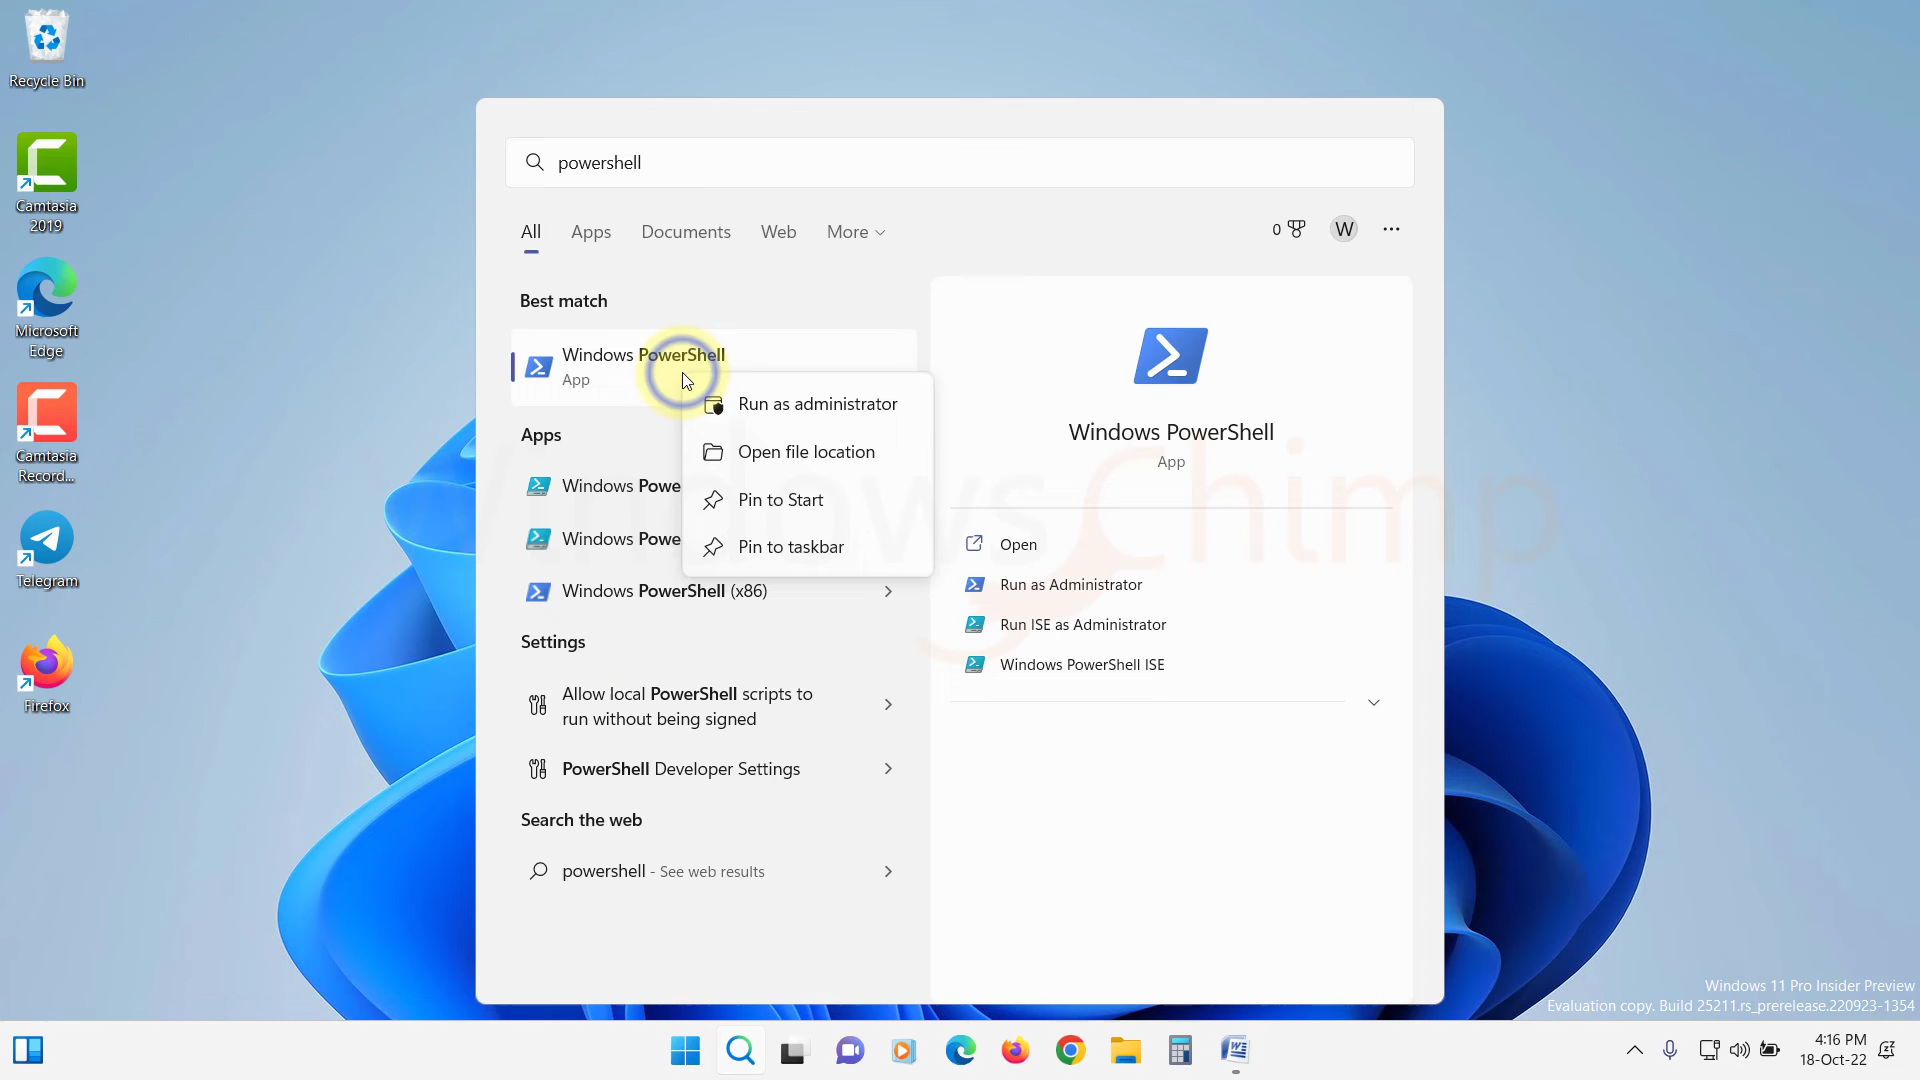 Recycle Bin
Camtasia
2019
Microsoft
Edge
Camtasia
Record...
Telegram
Firefox
powershell
All
Apps
Documents
Web
More
0
W
Best match
Windows PowerShell
App
Run as administrator
Open file location
Pin to Start
Pin to taskbar
Apps
Windows Powe
Windows Powe
Windows PowerShell (x86)
Settings
Allow local PowerShell scripts to
run without being signed
PowerShell Developer Settings
Search the web
powershell - See web results
Windows PowerShell
App
Open
Run as Administrator
Run ISE as Administrator
Windows PowerShell ISE
WindowsChimp
Windows 11 Pro Insider Preview
Evaluation copy. Build 25211.rs_prerelease.220923-1354
4:16 PM
18-Oct-22